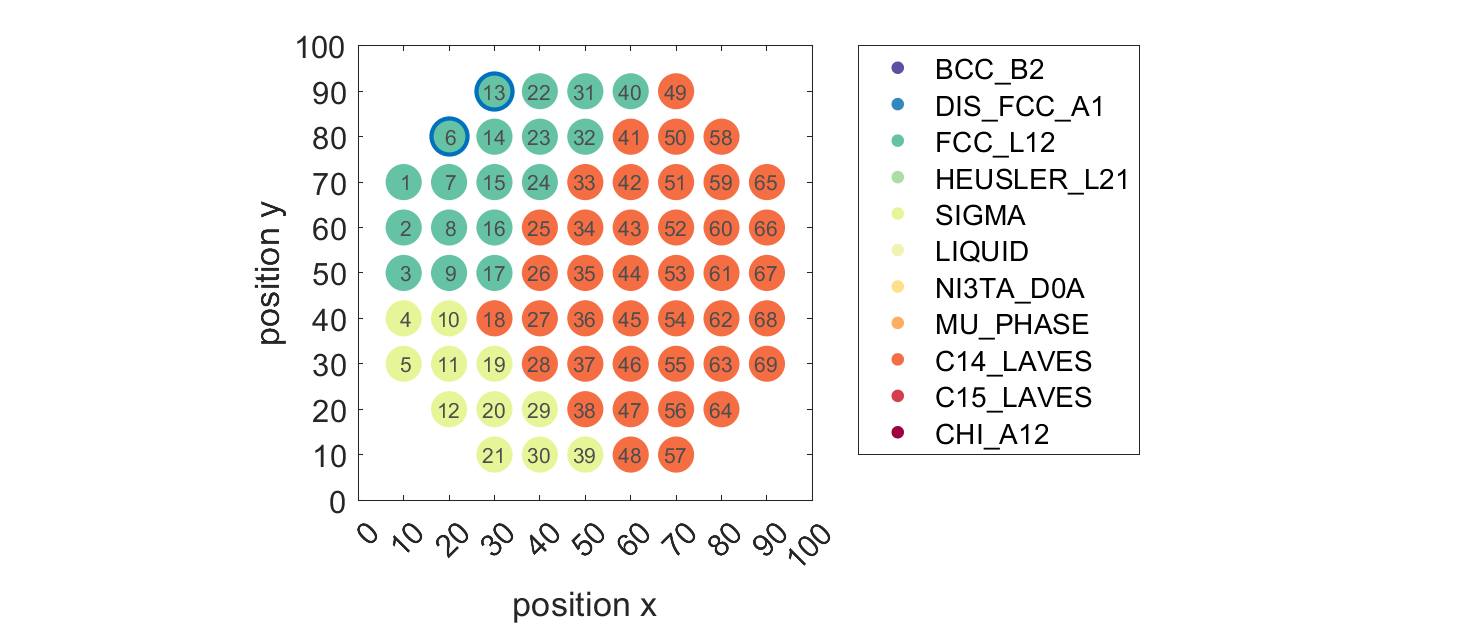 100
90 13 22 31 40 49
80 6 14 23 32 41 50 58
70 1 7 15 24 33 42 51 59 65
60 2 8 16 25 34 43 52 60 66
50 3 9 17 26 35 44 53 61 67
40 4 10 18 27 36 45 54 62 68
30 5 11 19 28 37 46 55 63 69
20 12 20 29 38 47 56 64
10 21 30 39 48 57
0
0 10 20 30 40 50 60 70 80 90 100
position x
position y
BCC_B2
DIS_FCC_A1
FCC_L12
HEUSLER_L21
SIGMA
LIQUID
NI3TA_D0A
MU_PHASE
C14_LAVES
C15_LAVES
CHI_A12